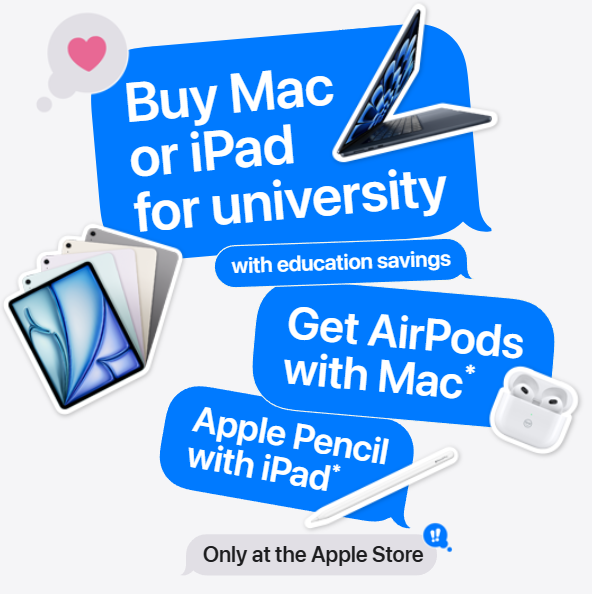 Buy Mac
or iPad
for university
with education savings
Get AirPods
with Mac*
Apple Pencil
with iPad*
Only at the Apple Store
!!